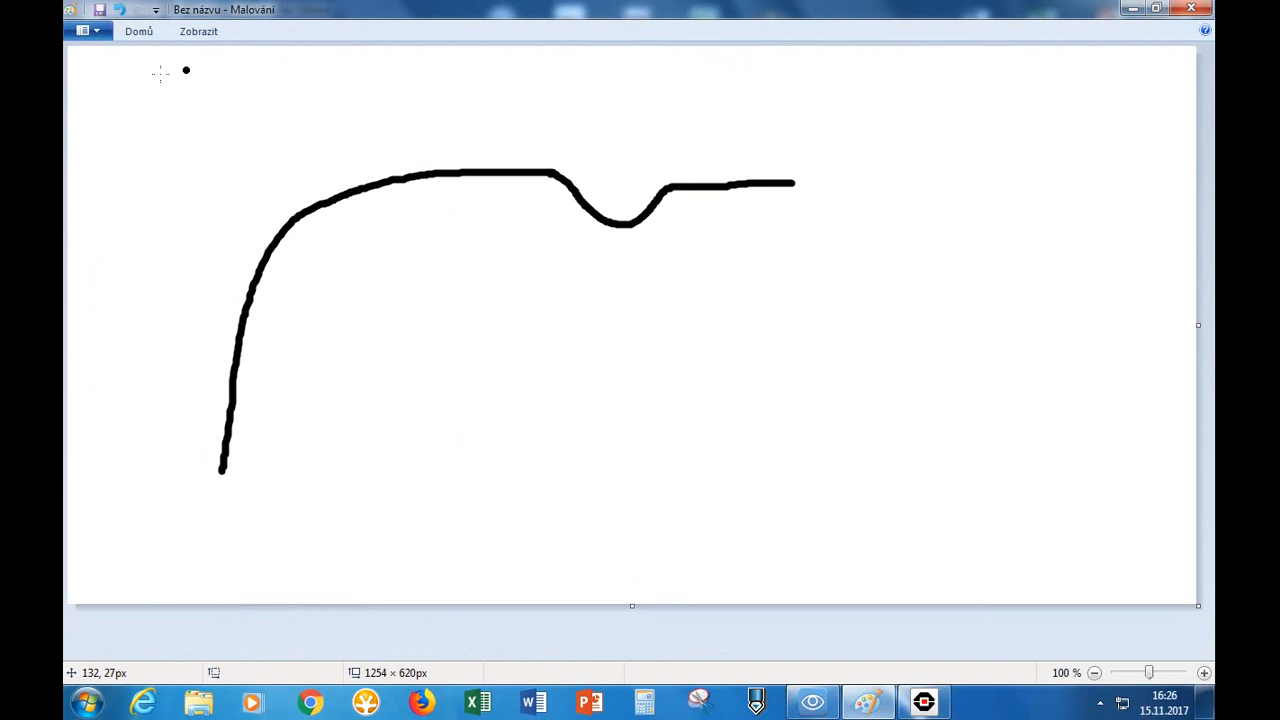 Bez názvu - Malování
Domů
Zobrazit
132, 27px
1254 × 620px
100 %
16:26
15.11.2017